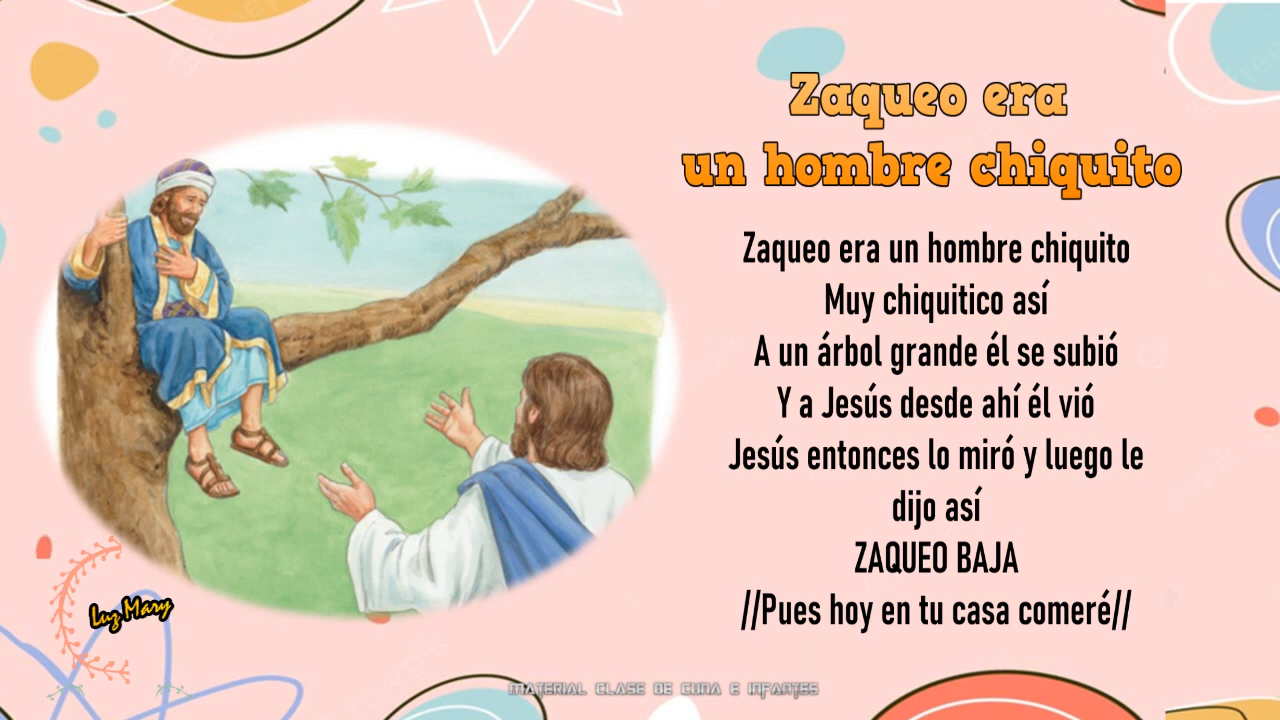 Zaqueo era
un hombre chiquito
Zaqueo era un hombre chiquito
Muy chiquitico así
A un árbol grande él se subió
Y a Jesús desde ahí él vió
Jesús entonces lo miró y luego le
dijo así
ZAQUEO BAJA
//Pues hoy en tu casa comeré//
Luz Mary
MATERIAL CLASE DE CUNA E INFANTES